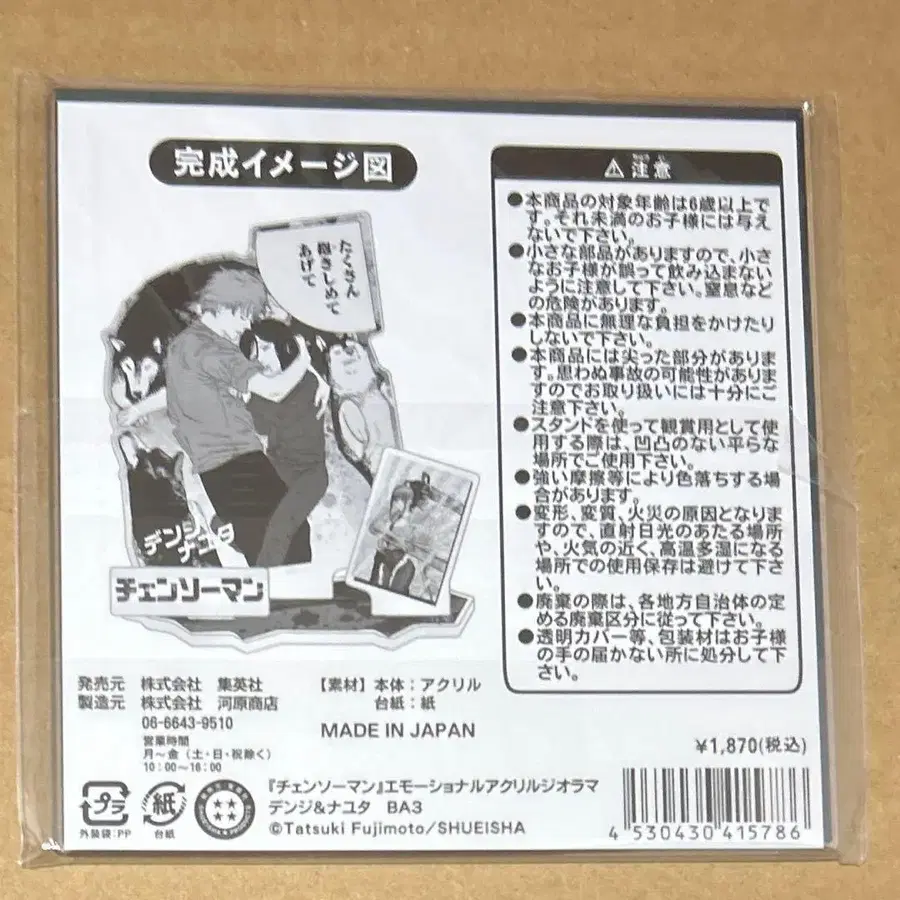 完成イメージ図
たくさん
抱きしめて
あげて
デンジ&
ナユタ
チェンソーマン
⚠注意
●本商品の対象年齢は6歳以上で
す。それ未満のお子様には与え
ないで下さい。
●小さな部品がありますので、小さ
なお子様が誤って飲み込まない
ように注意して下さい。窒息など
の危険があります。
●本商品に無理な負担をかけたり
しないで下さい。
●本商品には尖った部分がありま
す。思わぬ事故の可能性がありま
すのでお取り扱いには十分にご
注意下さい。
●スタンドを使って観賞用として使
用する際は、凹凸のない平らな
場所でご使用下さい。
●強い摩擦等により色落ちする場
合があります。
●変形、変質、火災の原因となりま
すので、直射日光のあたる場所
や、火気の近く、高温多湿になる
場所での使用保存は避けて下さ
い。
●廃棄の際は、各地方自治体の定
める廃棄区分に従って下さい。
●透明カバー等、包装材はお子様
の手の届かない所に処分して下
さい。
発売元 株式会社 集英社
製造元 株式会社 河原商店
06-6643-9510
営業時間
月〜金(土・日・祝除く)
10:00〜16:00
【素材】本体:アクリル
台紙:紙
MADE IN JAPAN
¥1,870(税込)
プラ
外装袋:PP
紙
台紙
『チェンソーマン』エモーショナルアクリルジオラマ
デンジ&ナユタ BA3
©Tatsuki Fujimoto/SHUEISHA
4 530430 415786